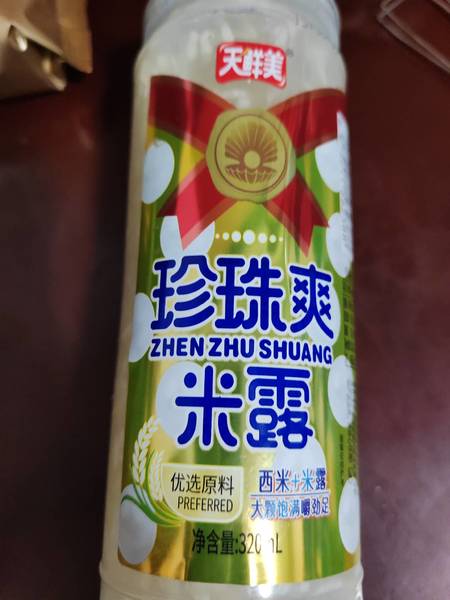 天鲜美
珍珠爽
ZHEN ZHU SHUANG
米露
优选原料
PREFERRED
西米+米露
大颗饱满嚼劲足
净含量:320mL